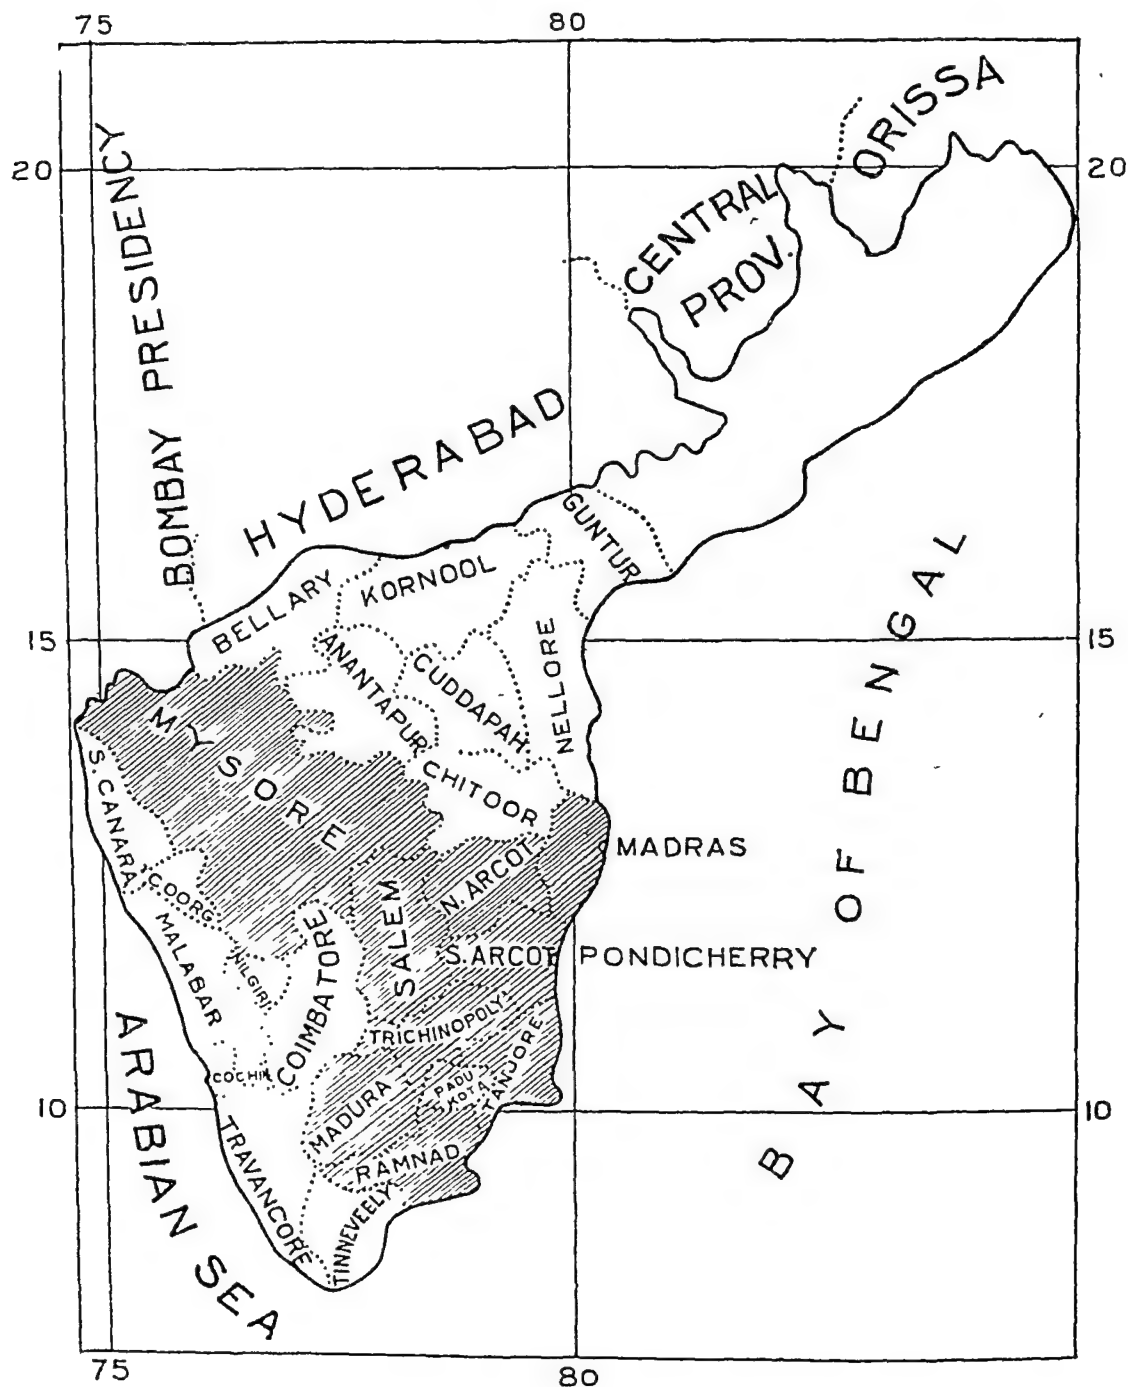 75
80
ORISSA
20
20
BOMBAY PRESIDENCY
CENTRAL
PROV.
HYDERABAD
GUNTUR
KORNOOL
BELLARY
15
15
ANANTAPUR
CUDDAPAH
NELLORE
BAY OF BENGAL
MYSORE
S. CANARA
CHITOOR
MADRAS
N. ARCOT
COORG
SALEM
MALABAR
NILGIRI
COIMBATORE
S. ARCOT
PONDICHERRY
TRICHINOPOLY
ARABIAN SEA
COCHIN
PADU
KOTA
TANJORE
10
10
MADURA
RAMNAD
TRAVANCORE
TINNEVEELY
75
80